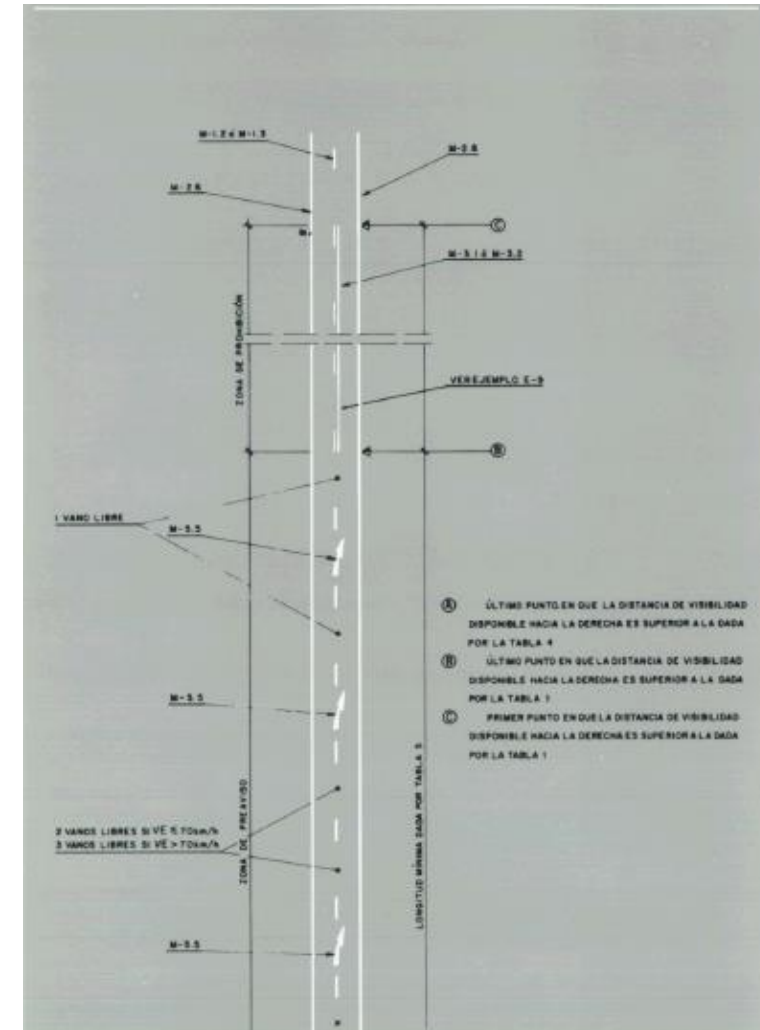 M-1.2 ó M-1.3
M-2.6
M-2.6
C
M-3.1 ó M-3.2
ZONA DE PROHIBICIÓN
VER EJEMPLO E-9
B
1 VANO LIBRE
M-5.5
A ÚLTIMO PUNTO EN QUE LA DISTANCIA DE VISIBILIDAD
DISPONIBLE HACIA LA DERECHA ES SUPERIOR A LA DADA
POR LA TABLA 4
B ÚLTIMO PUNTO EN QUE LA DISTANCIA DE VISIBILIDAD
DISPONIBLE HACIA LA DERECHA ES SUPERIOR A LA DADA
POR LA TABLA 1
C PRIMER PUNTO EN QUE LA DISTANCIA DE VISIBILIDAD
DISPONIBLE HACIA LA DERECHA ES SUPERIOR A LA DADA
POR LA TABLA 1
M-5.5
LONGITUD MÍNIMA DADA POR TABLA 5
ZONA DE PREAVISO
2 VANOS LIBRES SI VE ≤ 70km/h
3 VANOS LIBRES SI VE > 70km/h
M-5.5